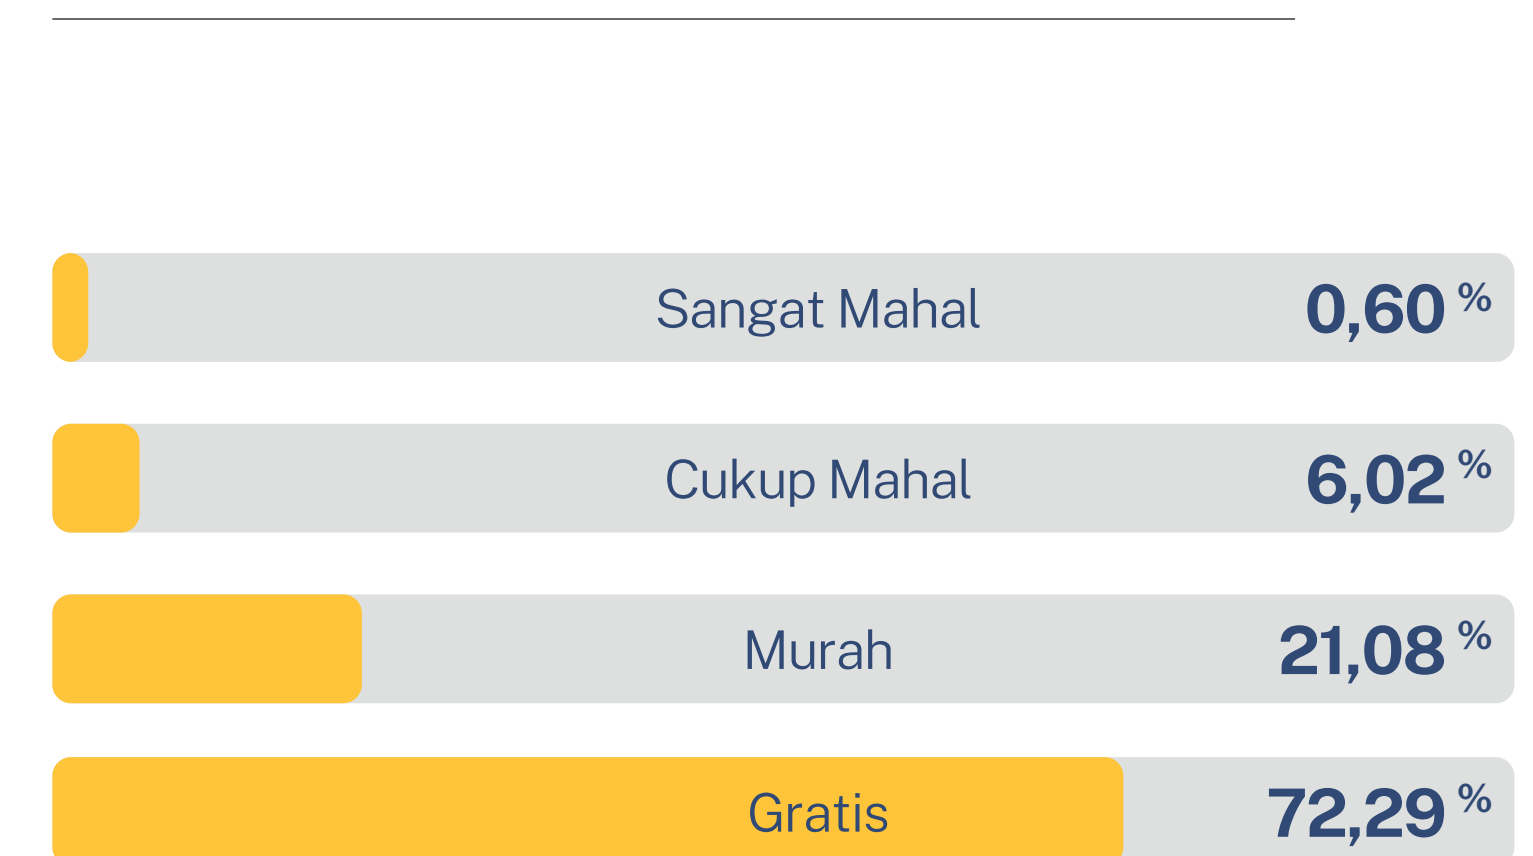 Sangat Mahal 0,60 %
Cukup Mahal 6,02 %
Murah 21,08 %
Gratis 72,29 %